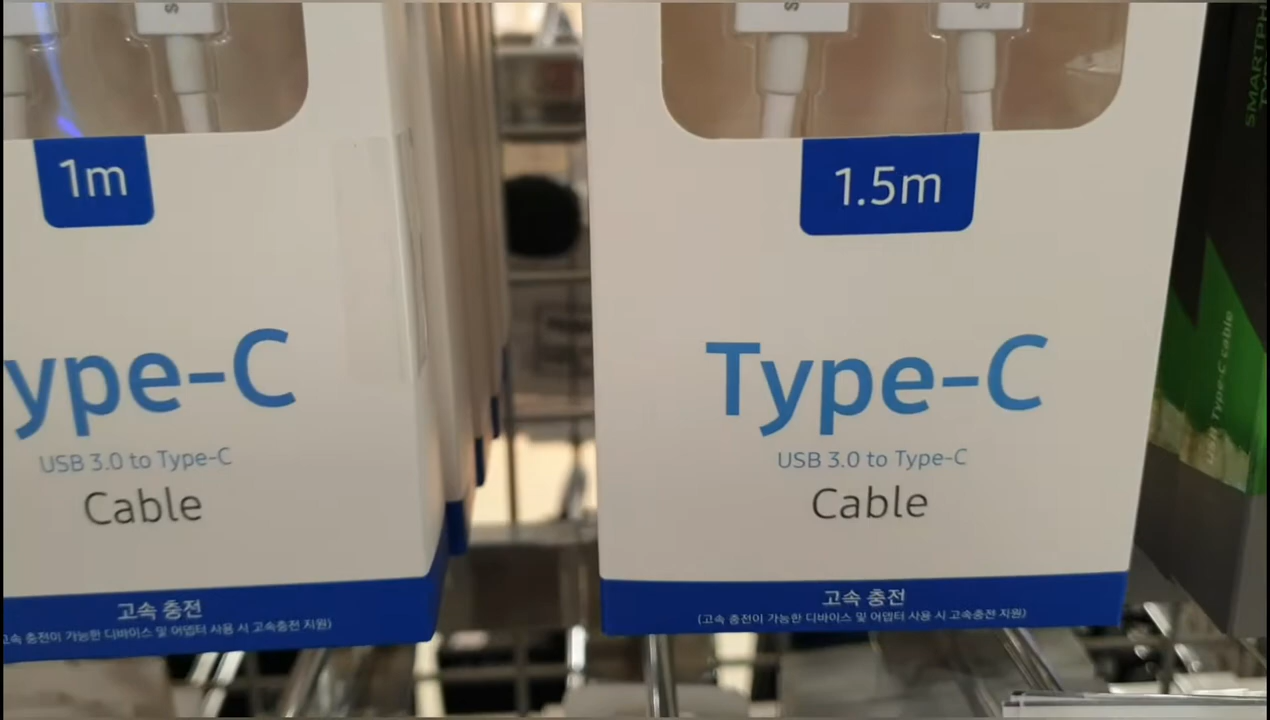 1m
ype-C
USB 3.0 to Type-C
Cable
고속 충전
고속 충전이 가능한 디바이스 및 어댑터 사용 시 고속충전 지원)
S
S
1.5m
Type-C
USB 3.0 to Type-C
Cable
고속 충전
(고속 충전이 가능한 디바이스 및 어댑터 사용 시 고속충전 지원)
SMARTPH
USB Type-C cable